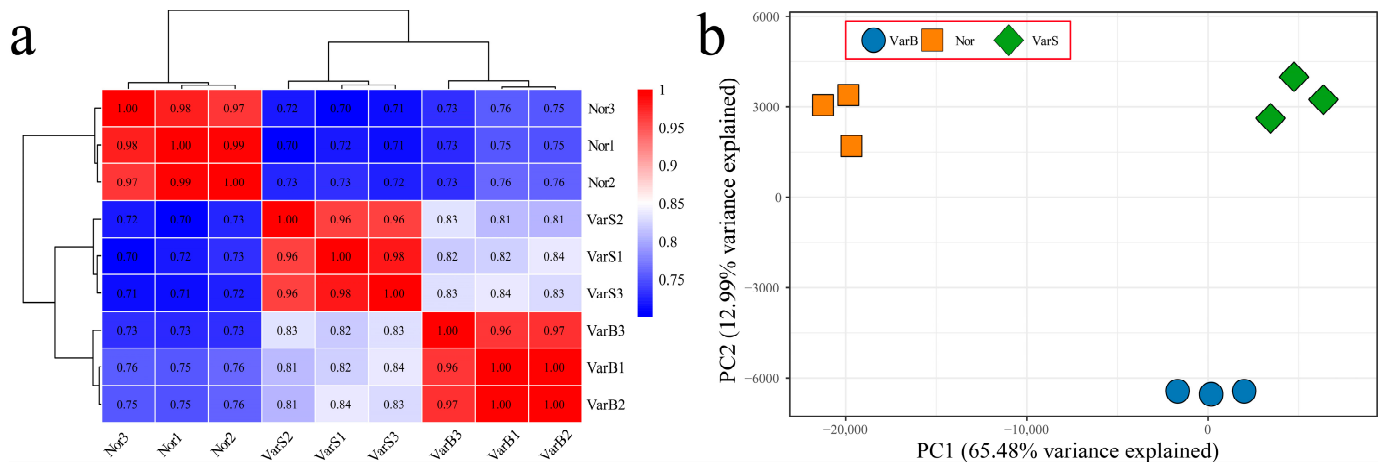 a
1.00 0.98 0.97 0.72 0.70 0.71 0.73 0.76 0.75 Nor3
0.98 1.00 0.99 0.70 0.72 0.71 0.73 0.75 0.75 Nor1
0.97 0.99 1.00 0.73 0.73 0.72 0.73 0.76 0.76 Nor2
0.72 0.70 0.73 1.00 0.96 0.96 0.83 0.81 0.81 VarS2
0.70 0.72 0.73 0.96 1.00 0.98 0.82 0.82 0.84 VarS1
0.71 0.71 0.72 0.96 0.98 1.00 0.83 0.84 0.83 VarS3
0.73 0.73 0.73 0.83 0.82 0.83 1.00 0.96 0.97 VarB3
0.76 0.75 0.76 0.81 0.82 0.84 0.96 1.00 1.00 VarB1
0.75 0.75 0.76 0.81 0.84 0.83 0.97 1.00 1.00 VarB2
Nor3 Nor1 Nor2 VarS2 VarS1 VarS3 VarB3 VarB1 VarB2
1
0.95
0.9
0.85
0.8
0.75
b
VarB Nor VarS
6000
3000
0
−3000
−6000
PC2 (12.99% variance explained)
−20,000 −10,000 0
PC1 (65.48% variance explained)